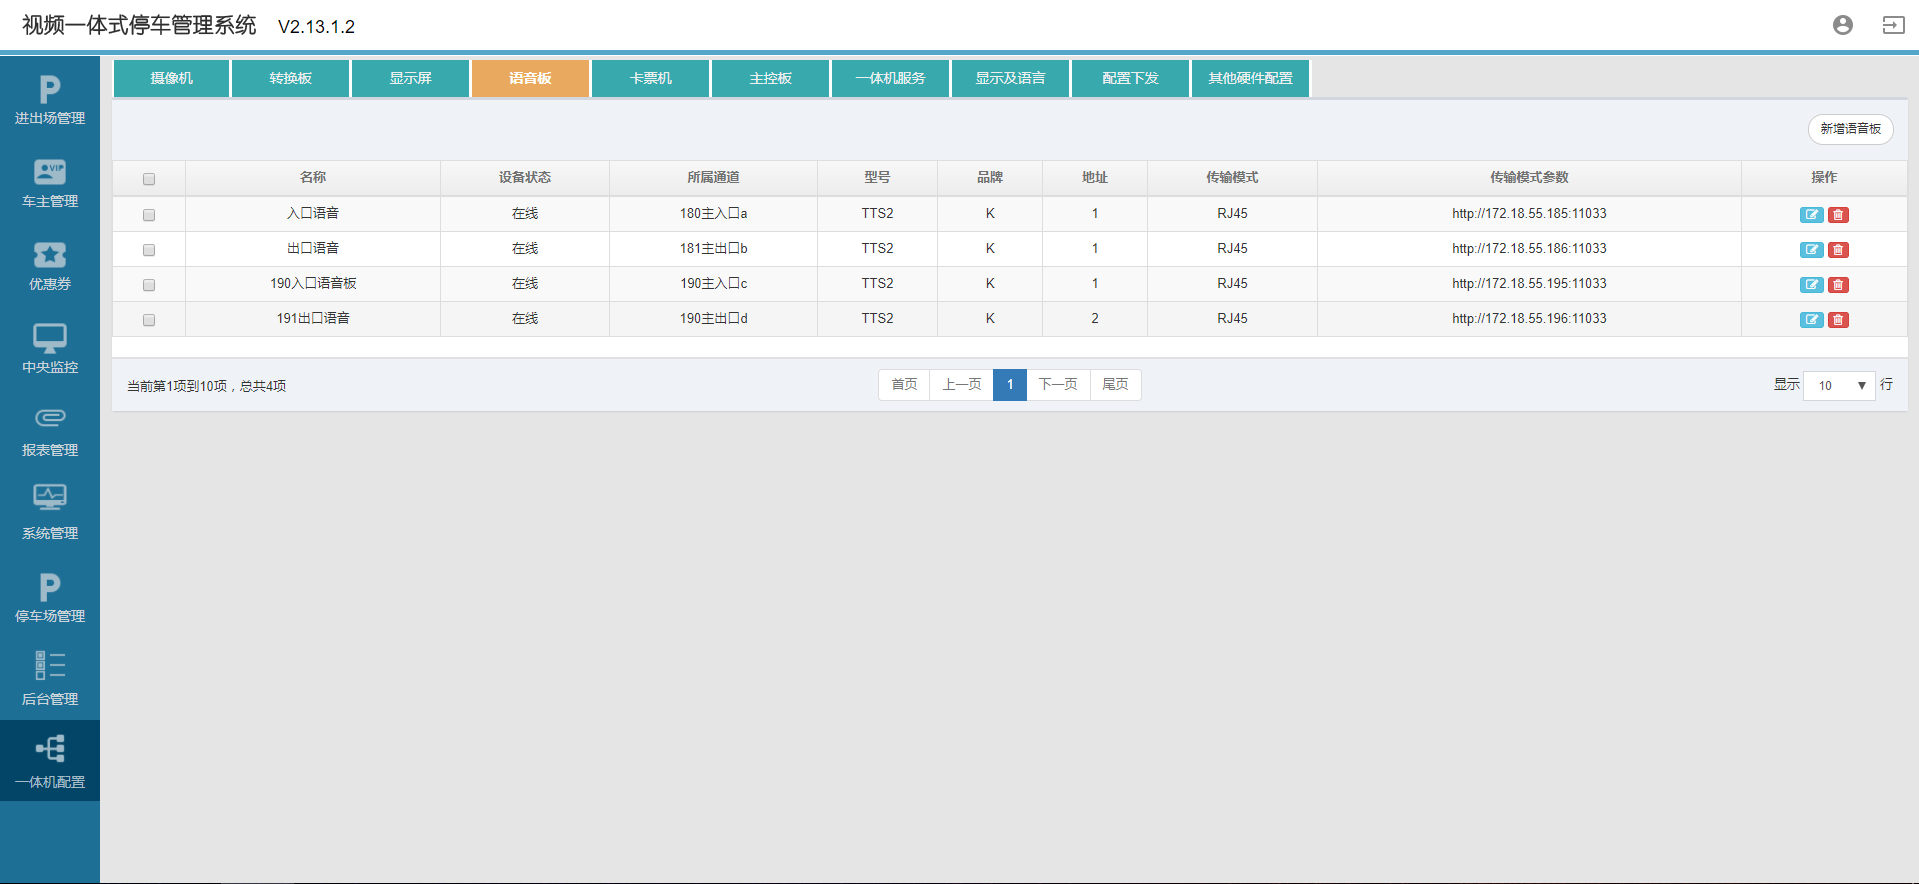 视频一体式停车管理系统 V2.13.1.2
进出场管理
VIP
车主管理
优惠券
中央监控
报表管理
系统管理
停车场管理
后台管理
一体机配置
摄像机 转换板 显示屏 语音板 卡票机 主控板 一体机服务 显示及语言 配置下发 其他硬件配置
新增语音板
名称 设备状态 所属通道 型号 品牌 地址 传输模式 传输模式参数 操作
入口语音 在线 180主入口a TTS2 K 1 RJ45 http://172.18.55.185:11033
出口语音 在线 181主出口b TTS2 K 1 RJ45 http://172.18.55.186:11033
190入口语音板 在线 190主入口c TTS2 K 1 RJ45 http://172.18.55.195:11033
191出口语音 在线 190主出口d TTS2 K 2 RJ45 http://172.18.55.196:11033
当前第1项到10项，总共4项 首页 上一页 1 下一页 尾页 显示 10 行